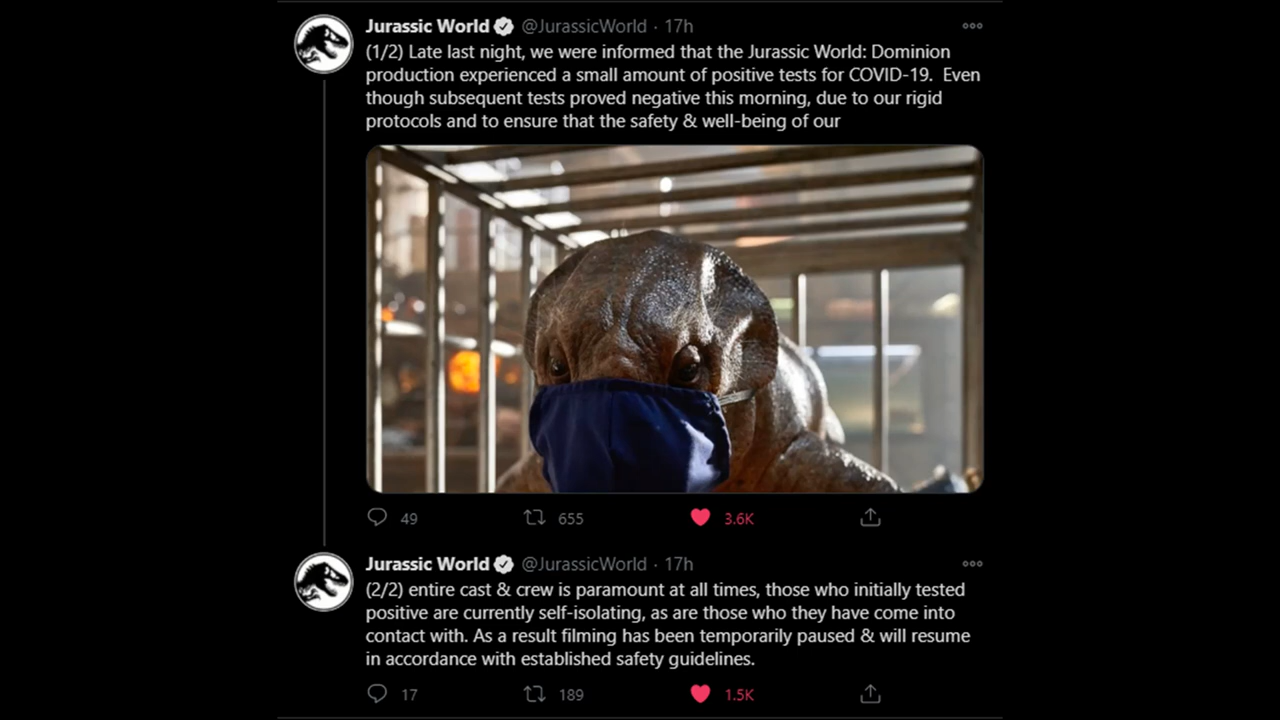 Jurassic World @JurassicWorld · 17h
(1/2) Late last night, we were informed that the Jurassic World: Dominion
production experienced a small amount of positive tests for COVID-19.  Even
though subsequent tests proved negative this morning, due to our rigid
protocols and to ensure that the safety & well-being of our
49 655 3.6K
Jurassic World @JurassicWorld · 17h
(2/2) entire cast & crew is paramount at all times, those who initially tested
positive are currently self-isolating, as are those who they have come into
contact with. As a result filming has been temporarily paused & will resume
in accordance with established safety guidelines.
17 189 1.5K